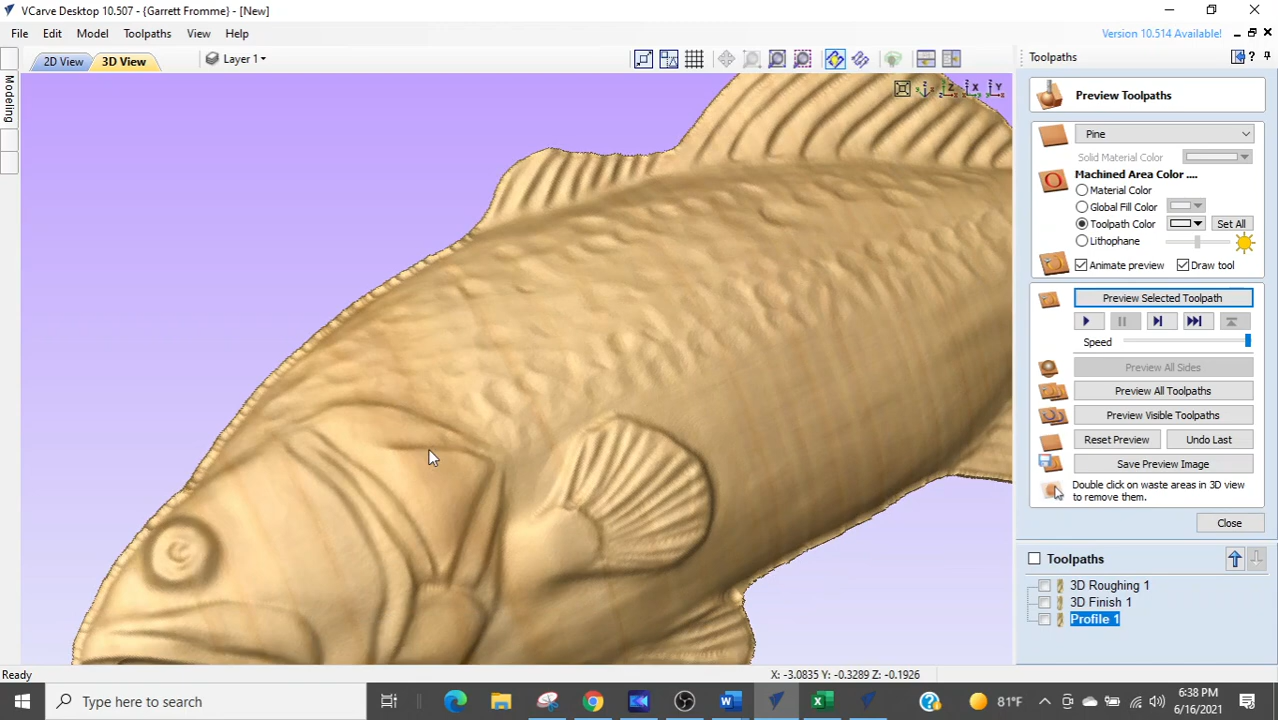 VCarve Desktop 10.507 - {Garrett Fromme} - [New]
File Edit Model Toolpaths View Help
Version 10.514 Available!
2D View 3D View Layer 1
Toolpaths
Modeling
Preview Toolpaths
Pine
Solid Material Color
Machined Area Color ....
Material Color
Global Fill Color
Toolpath Color Set All
Lithophane
Animate preview Draw tool
Preview Selected Toolpath
Speed
Preview All Sides
Preview All Toolpaths
Preview Visible Toolpaths
Reset Preview Undo Last
Save Preview Image
Double click on waste areas in 3D view
to remove them.
Close
Toolpaths
3D Roughing 1
3D Finish 1
Profile 1
Ready
X: -3.0835 Y: -0.3289 Z: -0.1926
Type here to search
81°F
6:38 PM
6/16/2021